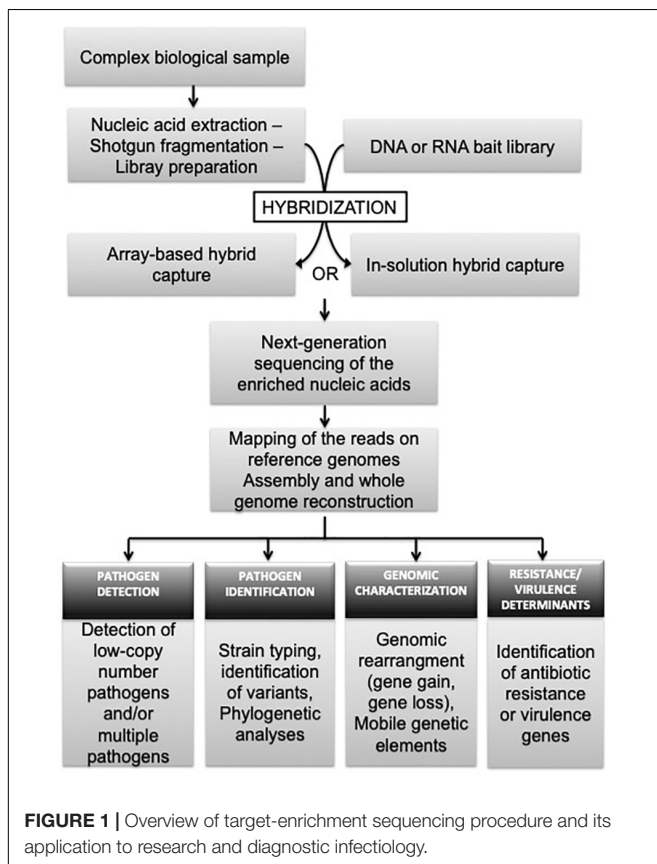 Complex biological sample
Nucleic acid extraction –
Shotgun fragmentation –
Libray preparation
DNA or RNA bait library
HYBRIDIZATION
Array-based hybrid
capture
OR
In-solution hybrid capture
Next-generation
sequencing of the
enriched nucleic acids
Mapping of the reads on
reference genomes
Assembly and whole
genome reconstruction
PATHOGEN
DETECTION
Detection of
low-copy
number
pathogens
and/or
multiple
pathogens
PATHOGEN
IDENTIFICATION
Strain typing,
identification
of variants,
Phylogenetic
analyses
GENOMIC
CHARACTERIZATION
Genomic
rearrangment
(gene gain,
gene loss),
Mobile genetic
elements
RESISTANCE/
VIRULENCE
DETERMINANTS
Identification
of antibiotic
resistance
or virulence
genes
FIGURE 1 | Overview of target-enrichment sequencing procedure and its
application to research and diagnostic infectiology.